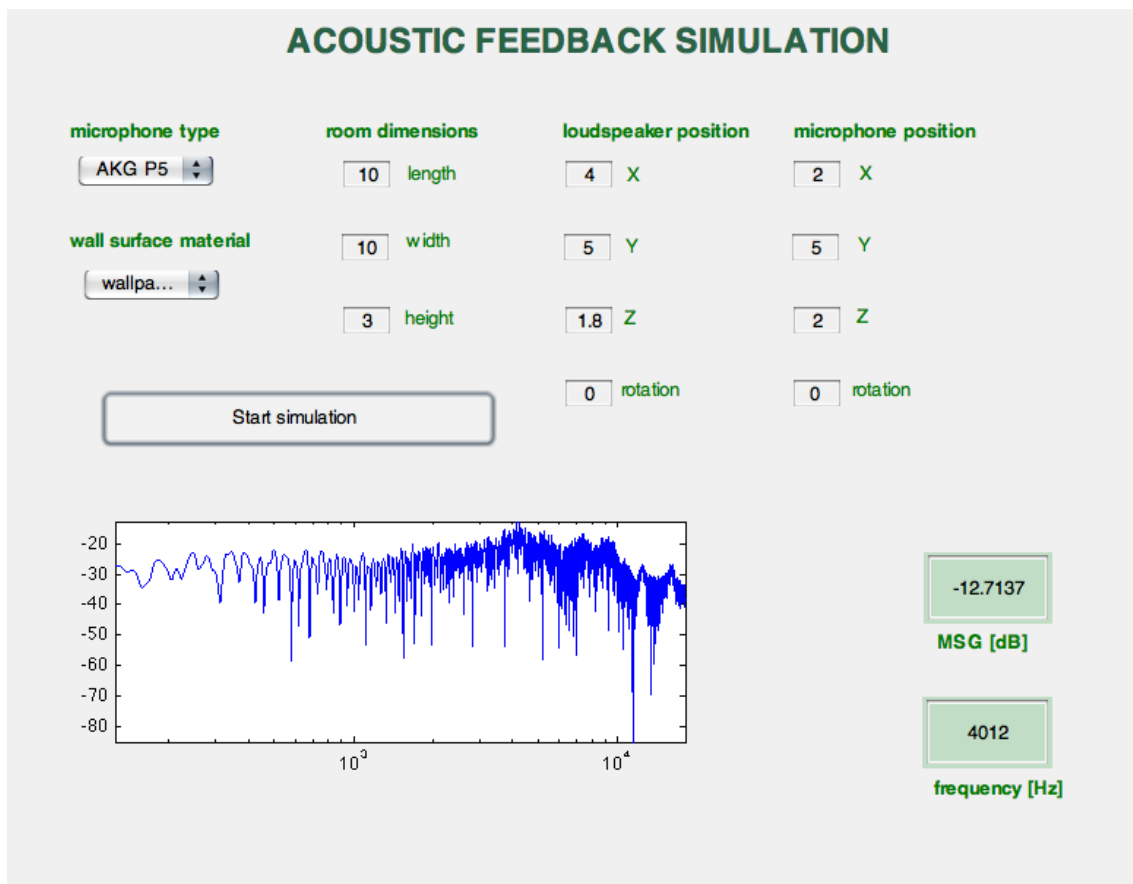 ACOUSTIC FEEDBACK SIMULATION
microphone type
AKG P5
wall surface material
wallpa...
room dimensions
10 length
10 width
3 height
loudspeaker position
4 X
5 Y
1.8 Z
0 rotation
microphone position
2 X
5 Y
2 Z
0 rotation
Start simulation
-20
-30
-40
-50
-60
-70
-80
10³
10⁴
-12.7137
MSG [dB]
4012
frequency [Hz]